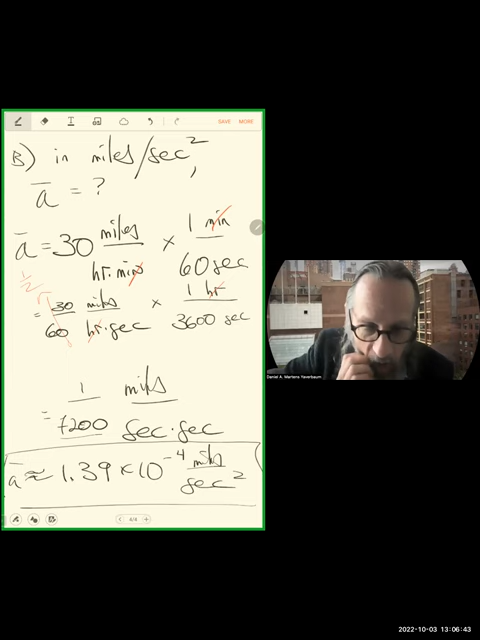 SAVE MORE
B) in miles/sec²,
a̅ = ?
a̅ = 30 miles/hr·min × 1 min/60 sec
1/2
= 30/60 miles/hr·sec × 1 hr/3600 sec
= 1/7200 miles/sec·sec
a̅ ≈ 1.39 × 10⁻⁴ miles/sec²
4/4
Daniel A. Martens Yaverbaum
2022-10-03 13:06:43